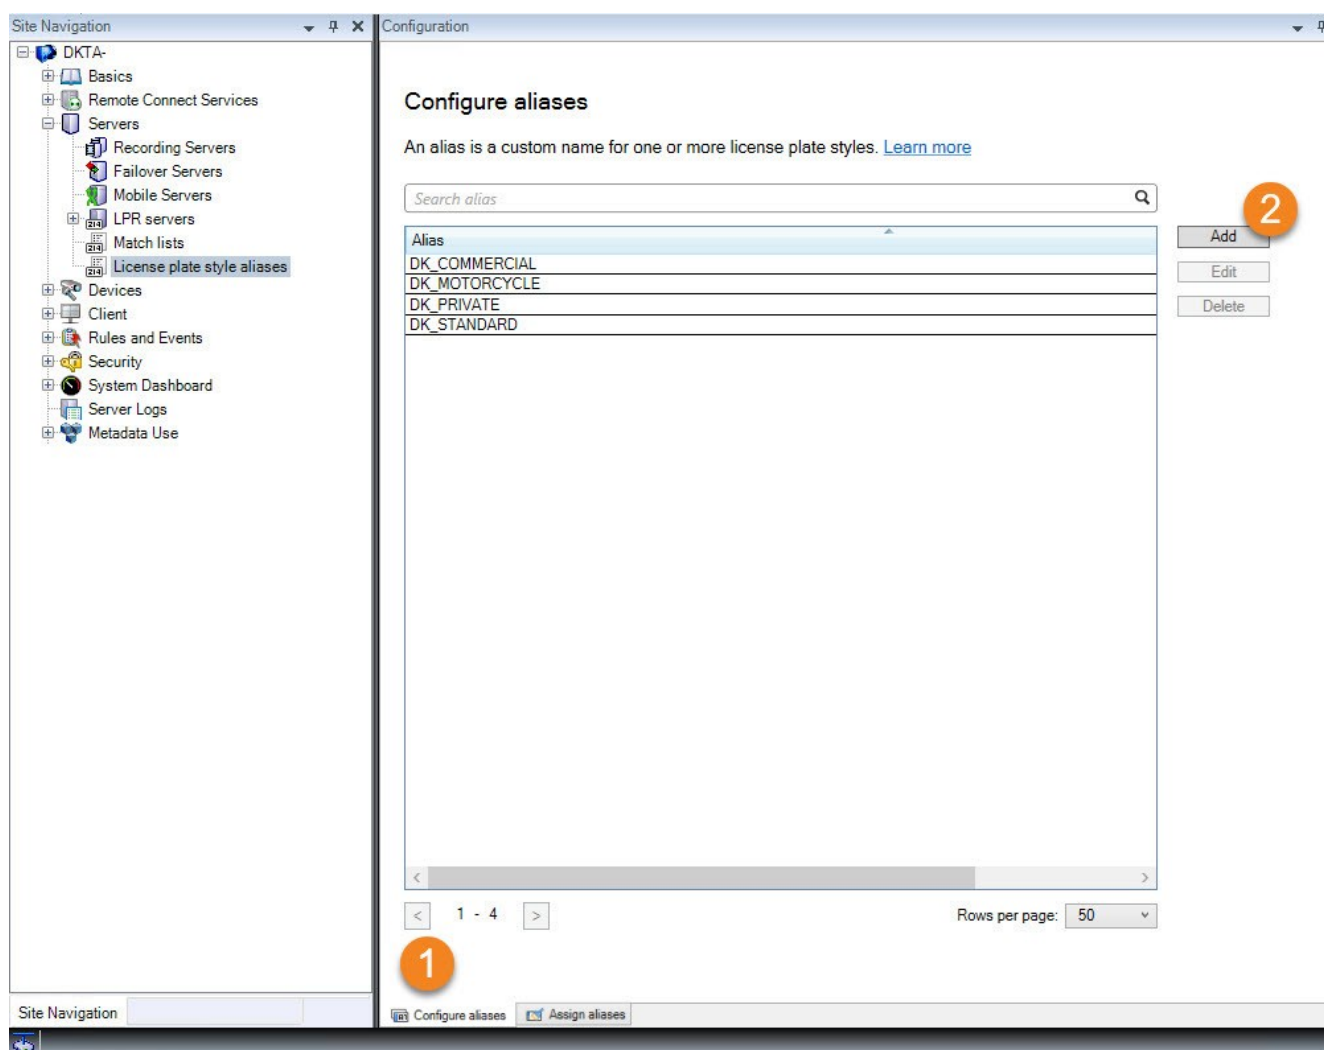 Site Navigation
DKTA-
Basics
Remote Connect Services
Servers
Recording Servers
Failover Servers
Mobile Servers
LPR servers
Match lists
License plate style aliases
Devices
Client
Rules and Events
Security
System Dashboard
Server Logs
Metadata Use
Site Navigation
Configuration
Configure aliases
An alias is a custom name for one or more license plate styles. Learn more
Search alias
2
Alias
Add
DK_COMMERCIAL
Edit
DK_MOTORCYCLE
DK_PRIVATE
Delete
DK_STANDARD
< 1 - 4 > Rows per page: 50
1
Configure aliases Assign aliases